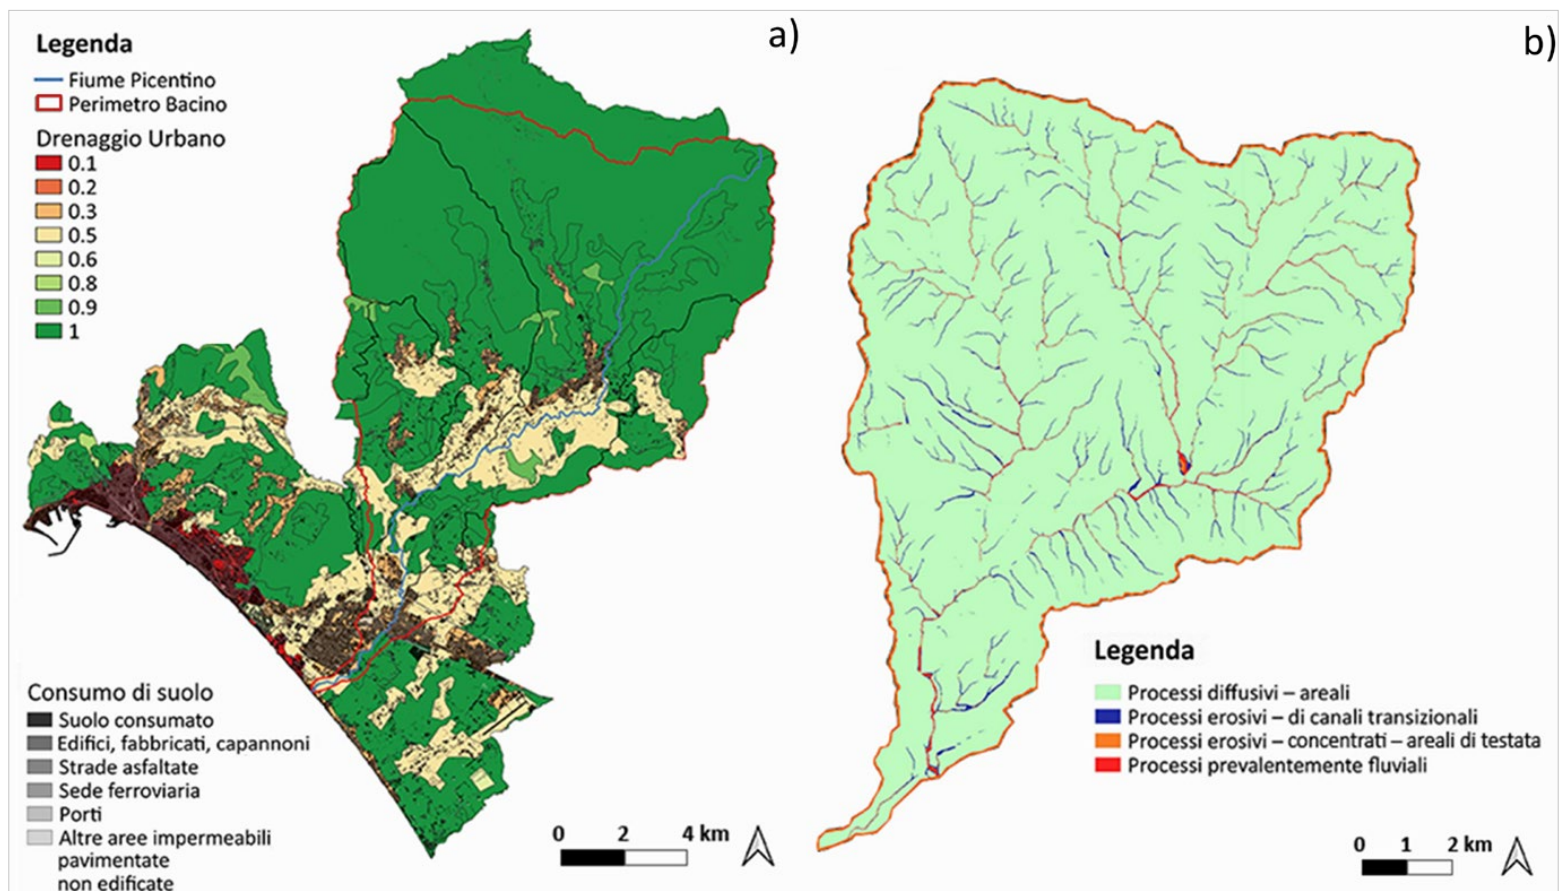 a)
Legenda
Fiume Picentino
Perimetro Bacino
Drenaggio Urbano
0.1
0.2
0.3
0.5
0.6
0.8
0.9
1
Consumo di suolo
Suolo consumato
Edifici, fabbricati, capannoni
Strade asfaltate
Sede ferroviaria
Porti
Altre aree impermeabili
pavimentate
non edificate
0 2 4 km
b)
Legenda
Processi diffusivi – areali
Processi erosivi – di canali transizionali
Processi erosivi – concentrati – areali di testata
Processi prevalentemente fluviali
0 1 2 km